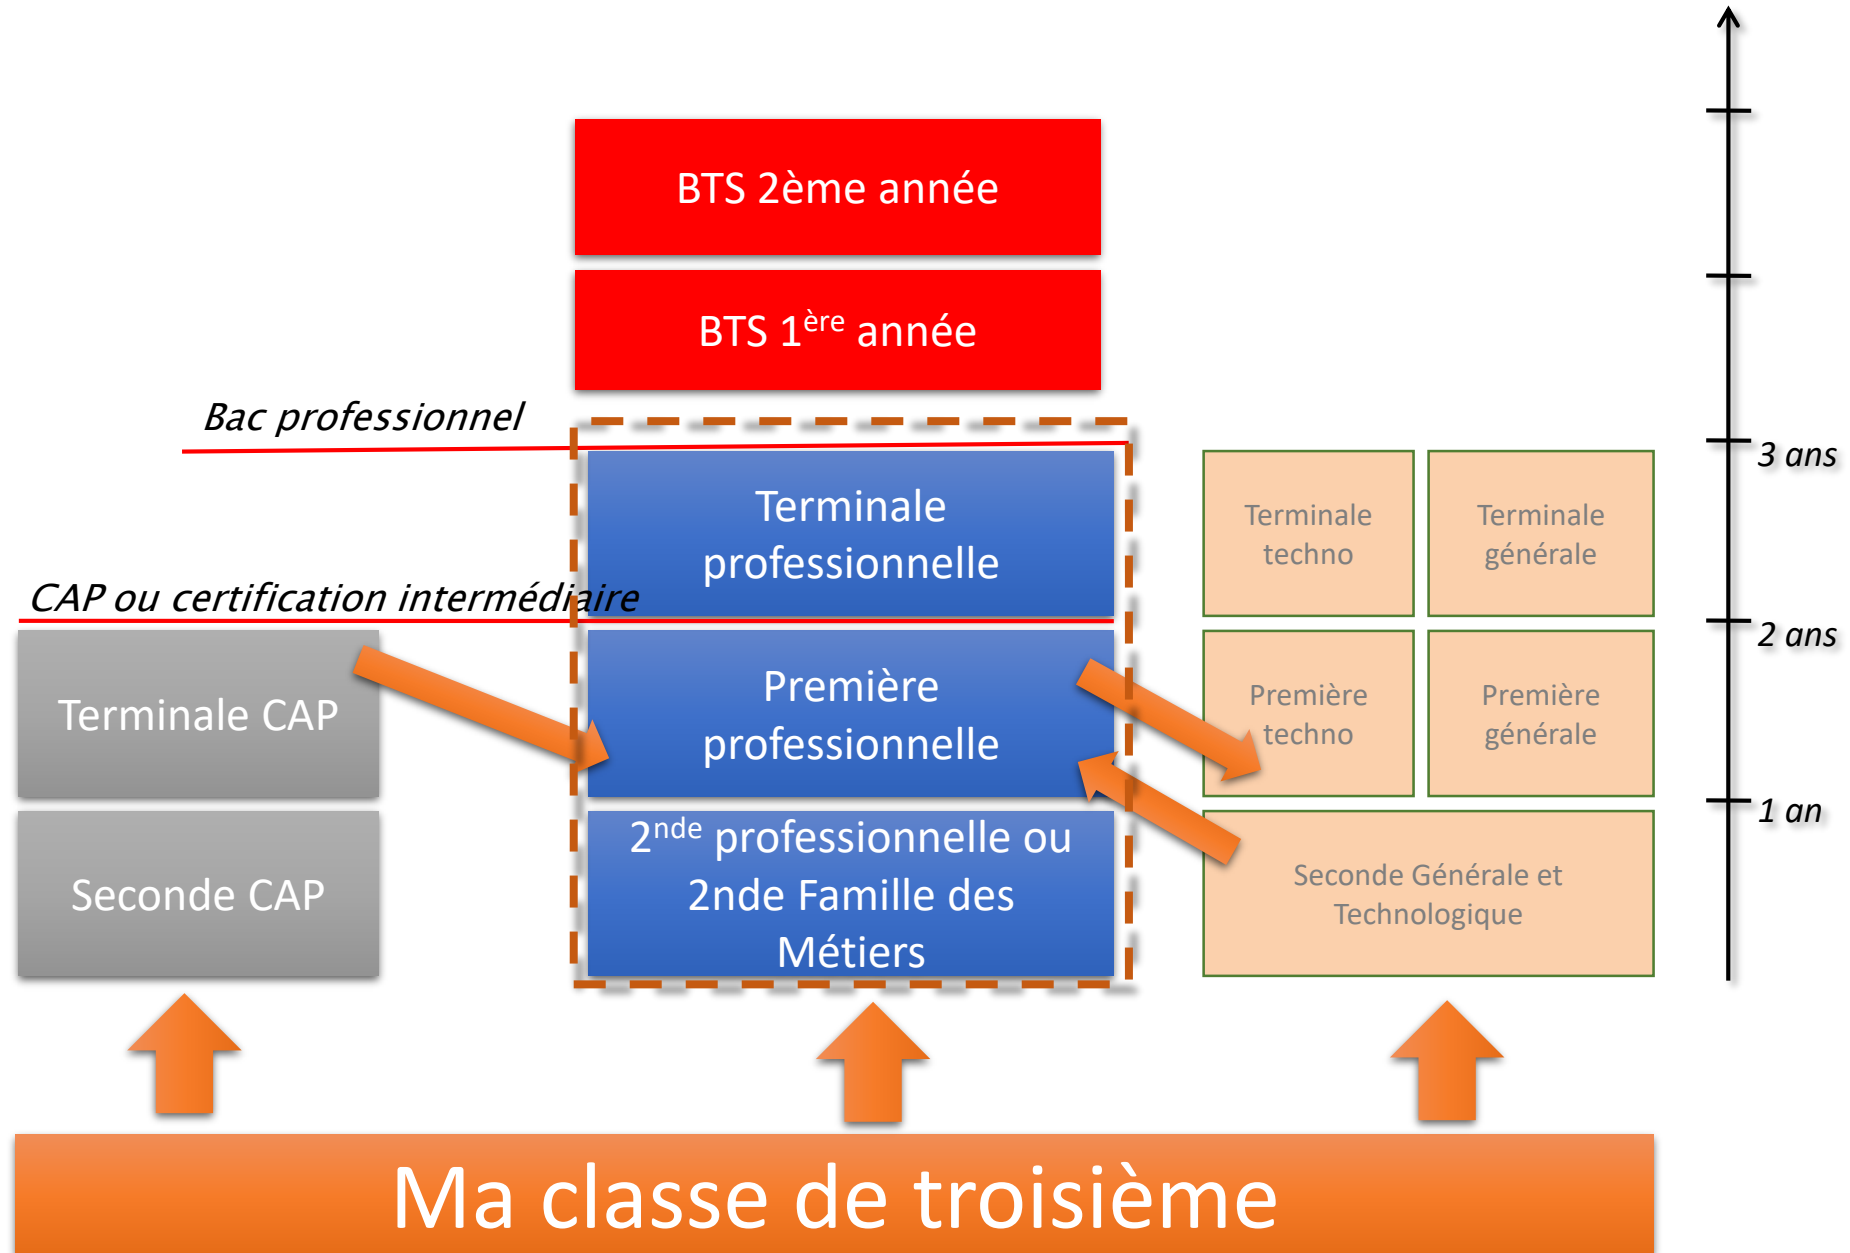 BTS 2ème année
BTS 1ère année
Bac professionnel
Terminale
professionnelle
Terminale
techno
Terminale
générale
3 ans
CAP ou certification intermédiaire
2 ans
Terminale CAP
Première
professionnelle
Première
techno
Première
générale
1 an
Seconde CAP
2nde professionnelle ou
2nde Famille des
Métiers
Seconde Générale et
Technologique
Ma classe de troisième